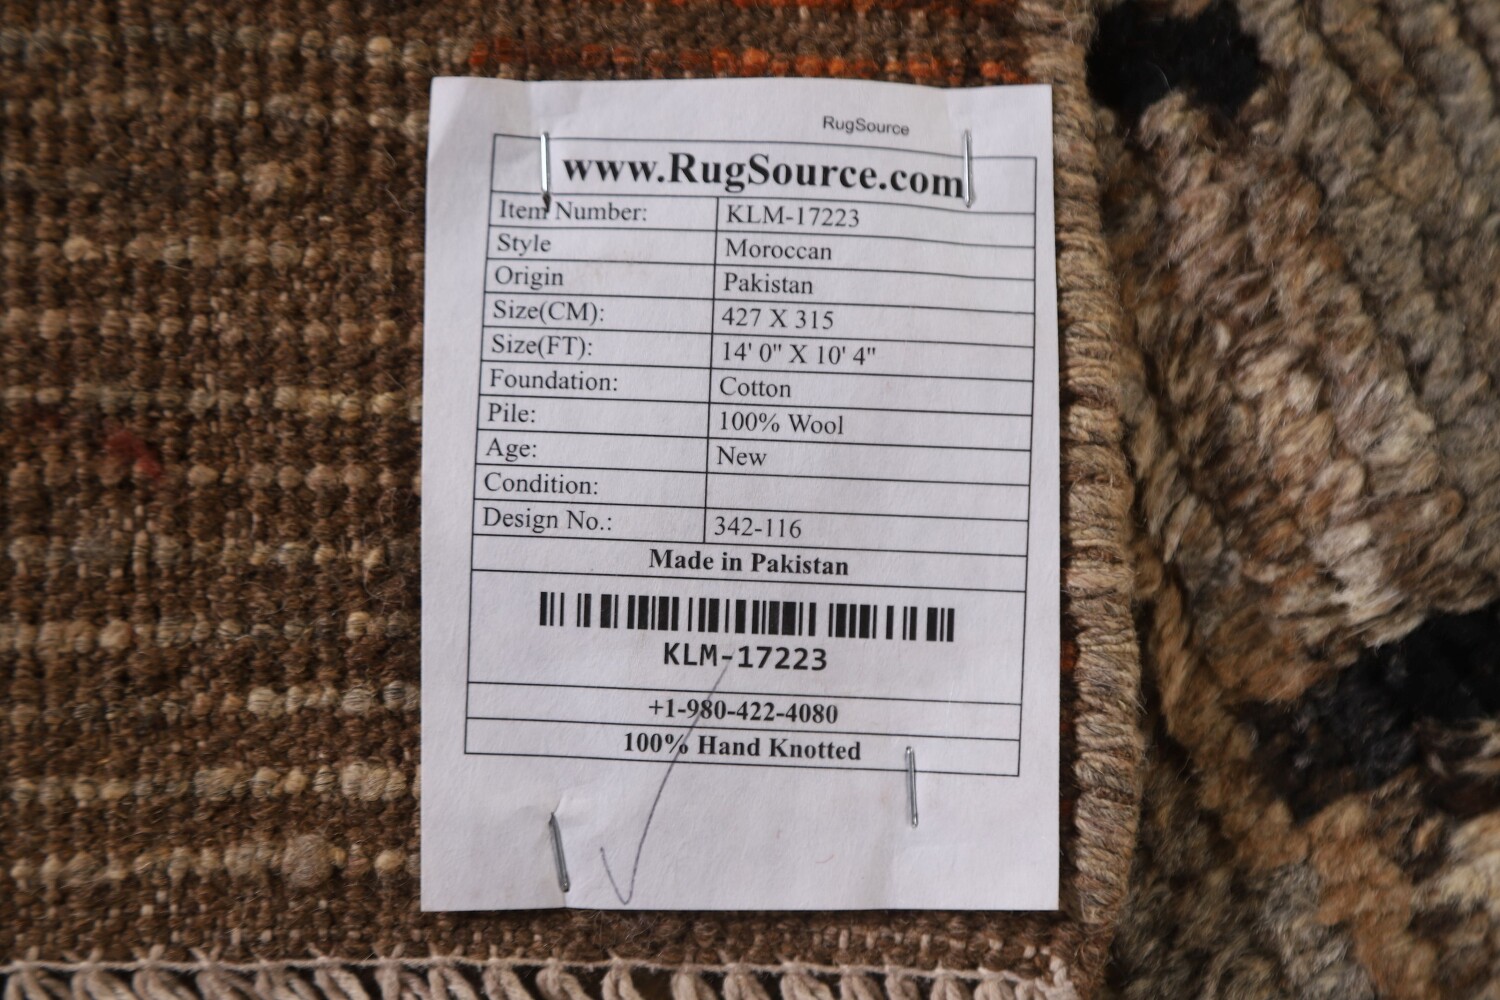 RugSource
www.RugSource.com
Item Number: KLM-17223
Style Moroccan
Origin Pakistan
Size(CM): 427 X 315
Size(FT): 14' 0" X 10' 4"
Foundation: Cotton
Pile: 100% Wool
Age: New
Condition:
Design No.: 342-116
Made in Pakistan
KLM-17223
+1-980-422-4080
100% Hand Knotted